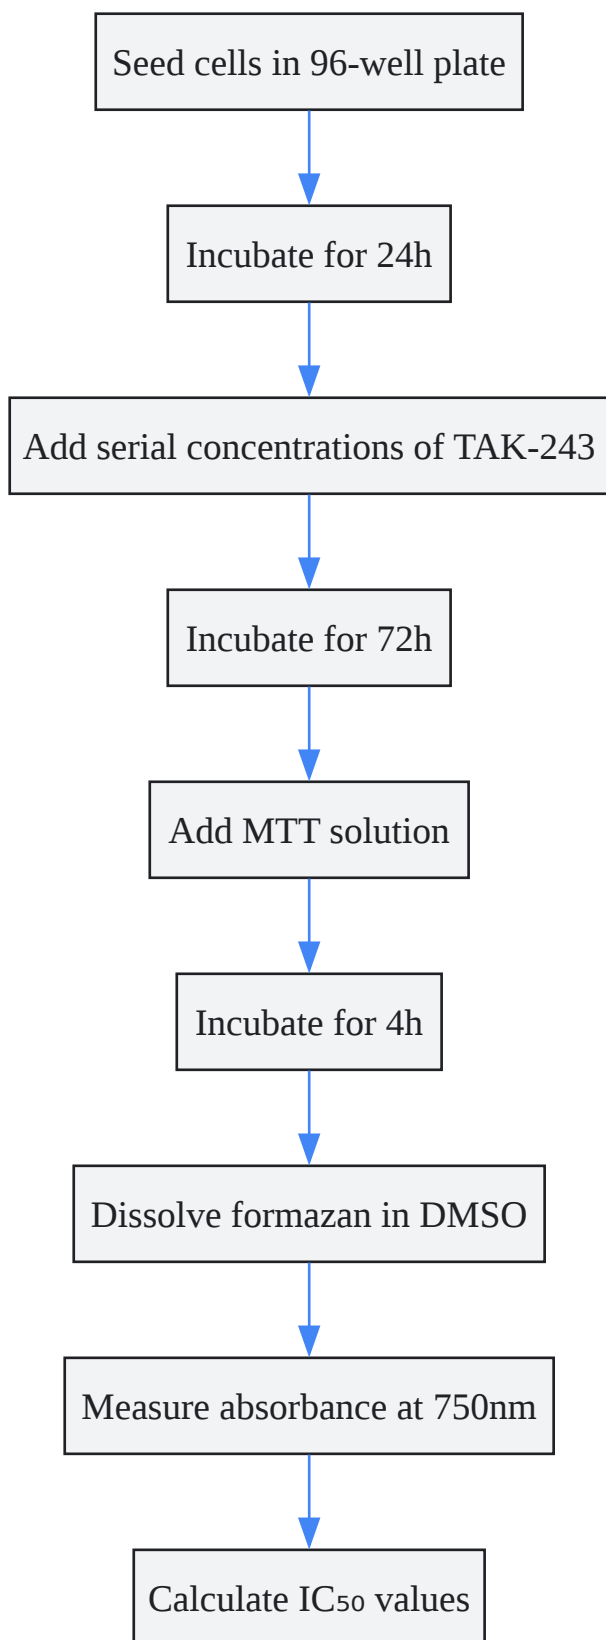 Seed cells in 96-well plate
Incubate for 24h
Add serial concentrations of TAK-243
Incubate for 72h
Add MTT solution
Incubate for 4h
Dissolve formazan in DMSO
Measure absorbance at 750nm
Calculate IC₅₀ values